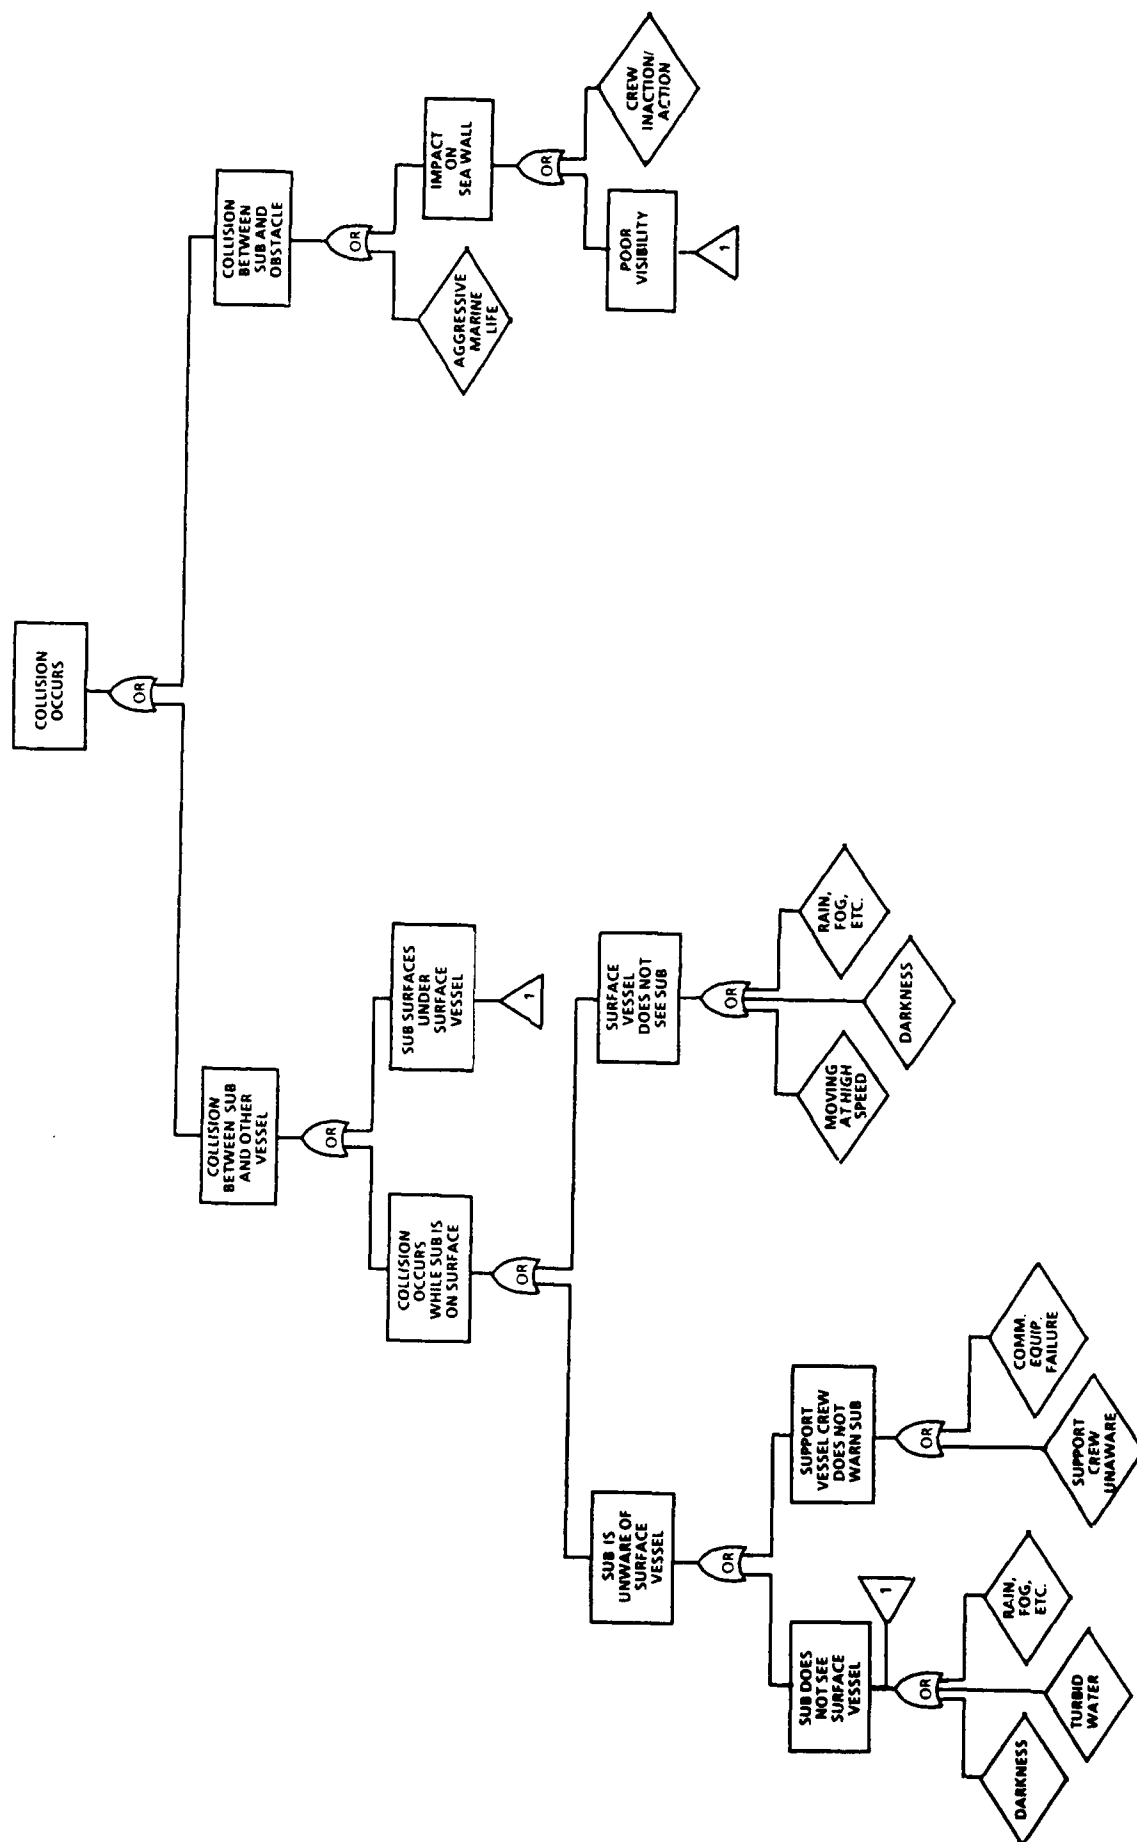 COLLISION
OCCURS
OR
COLLISION
BETWEEN SUB
AND OTHER
VESSEL
OR
COLLISION
BETWEEN
SUB AND
OBSTACLE
OR
COLLISION
OCCURS
WHILE SUB IS
ON SURFACE
OR
SUB SURFACES
UNDER
SURFACE
VESSEL
1
AGGRESSIVE
MARINE
LIFE
IMPACT
ON
SEA WALL
OR
SUB IS
UNWARE OF
SURFACE
VESSEL
OR
SURFACE
VESSEL
DOES NOT
SEE SUB
OR
POOR
VISIBILITY
1
CREW
INACTION/
ACTION
SUB DOES
NOT SEE
SURFACE
VESSEL
1
OR
SUPPORT
VESSEL CREW
DOES NOT
WARN SUB
OR
MOVING
AT HIGH
SPEED
DARKNESS
RAIN,
FOG,
ETC.
DARKNESS
TURBID
WATER
RAIN,
FOG,
ETC.
SUPPORT
CREW
UNAWARE
COMM.
EQUIP.
FAILURE